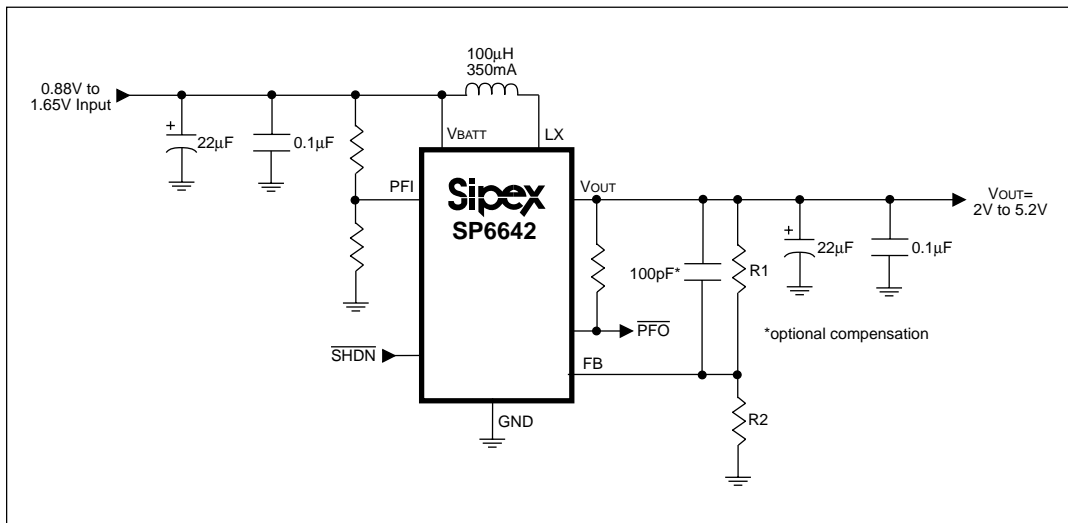 100µH
350mA
0.88V to
1.65V Input
+
22µF
0.1µF
VBATT
LX
PFI
Sipex
SP6642
VOUT
VOUT=
2V to 5.2V
100pF*
R1
+
22µF
0.1µF
PFO
*optional compensation
SHDN
FB
GND
R2